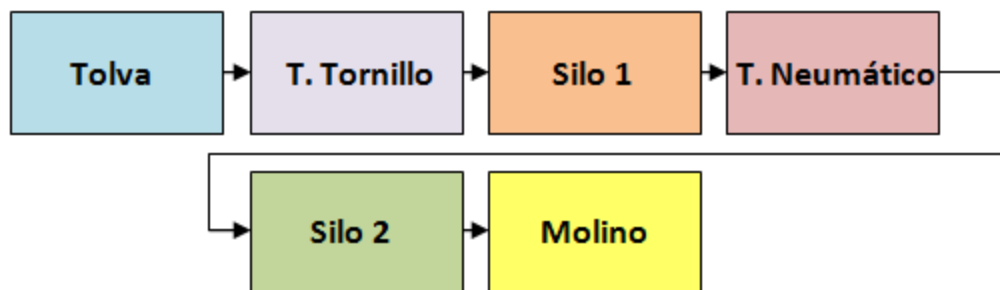 Tolva
T. Tornillo
Silo 1
T. Neumático
Silo 2
Molino